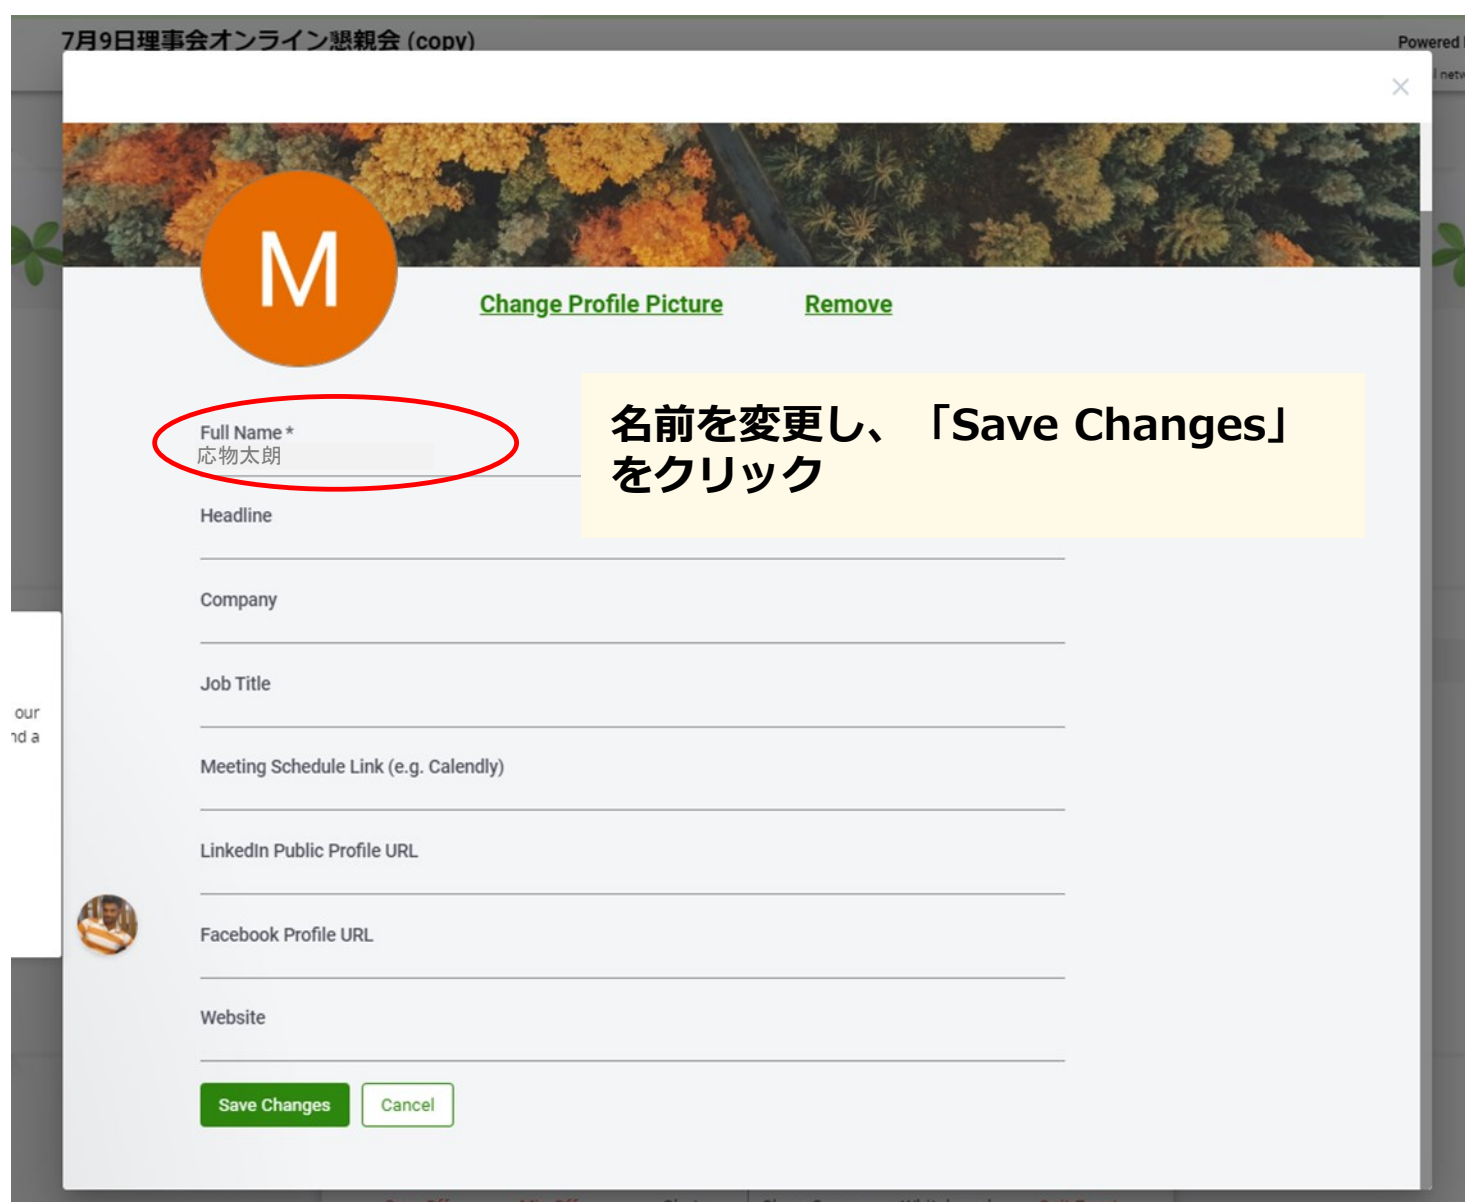 7月9日理事会オンライン懇親会 (copy)
Powered
M
Change Profile Picture Remove
名前を変更し、「Save Changes」
をクリック
Full Name *
応物太朗
Headline
Company
Job Title
our
Meeting Schedule Link (e.g. Calendly)
LinkedIn Public Profile URL
Facebook Profile URL
Website
Save Changes Cancel